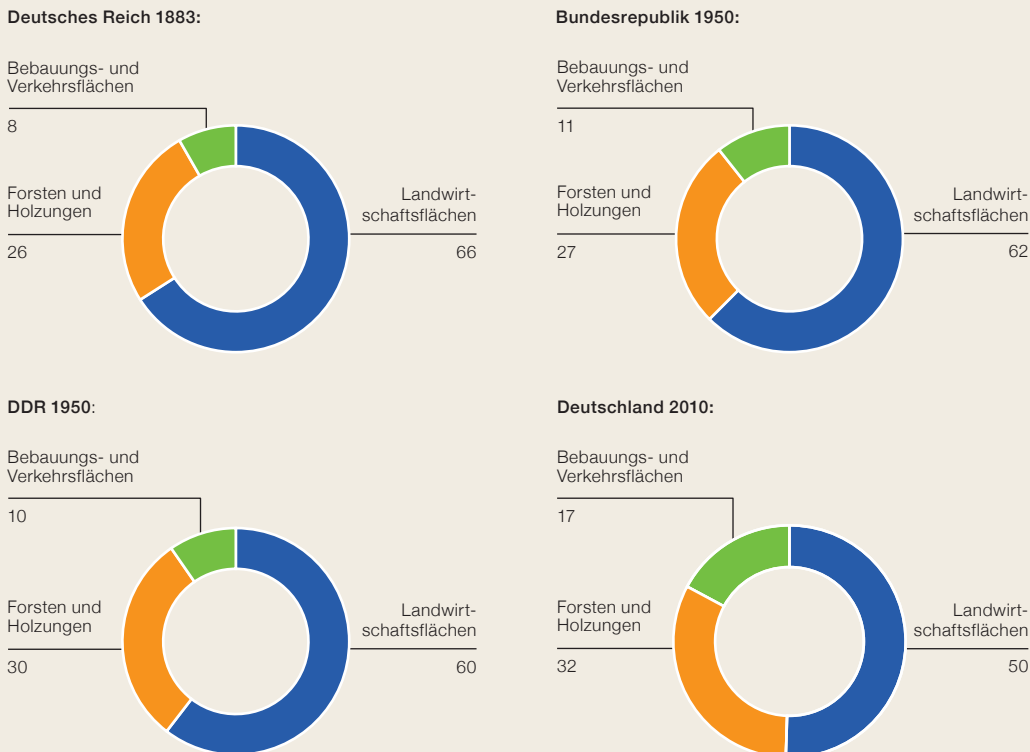 Deutsches Reich 1883:
Bebauungs- und
Verkehrsflächen
8
Forsten und
Holzungen
26
Landwirt-
schaftsflächen
66
Bundesrepublik 1950:
Bebauungs- und
Verkehrsflächen
11
Forsten und
Holzungen
27
Landwirt-
schaftsflächen
62
DDR 1950:
Bebauungs- und
Verkehrsflächen
10
Forsten und
Holzungen
30
Landwirt-
schaftsflächen
60
Deutschland 2010:
Bebauungs- und
Verkehrsflächen
17
Forsten und
Holzungen
32
Landwirt-
schaftsflächen
50